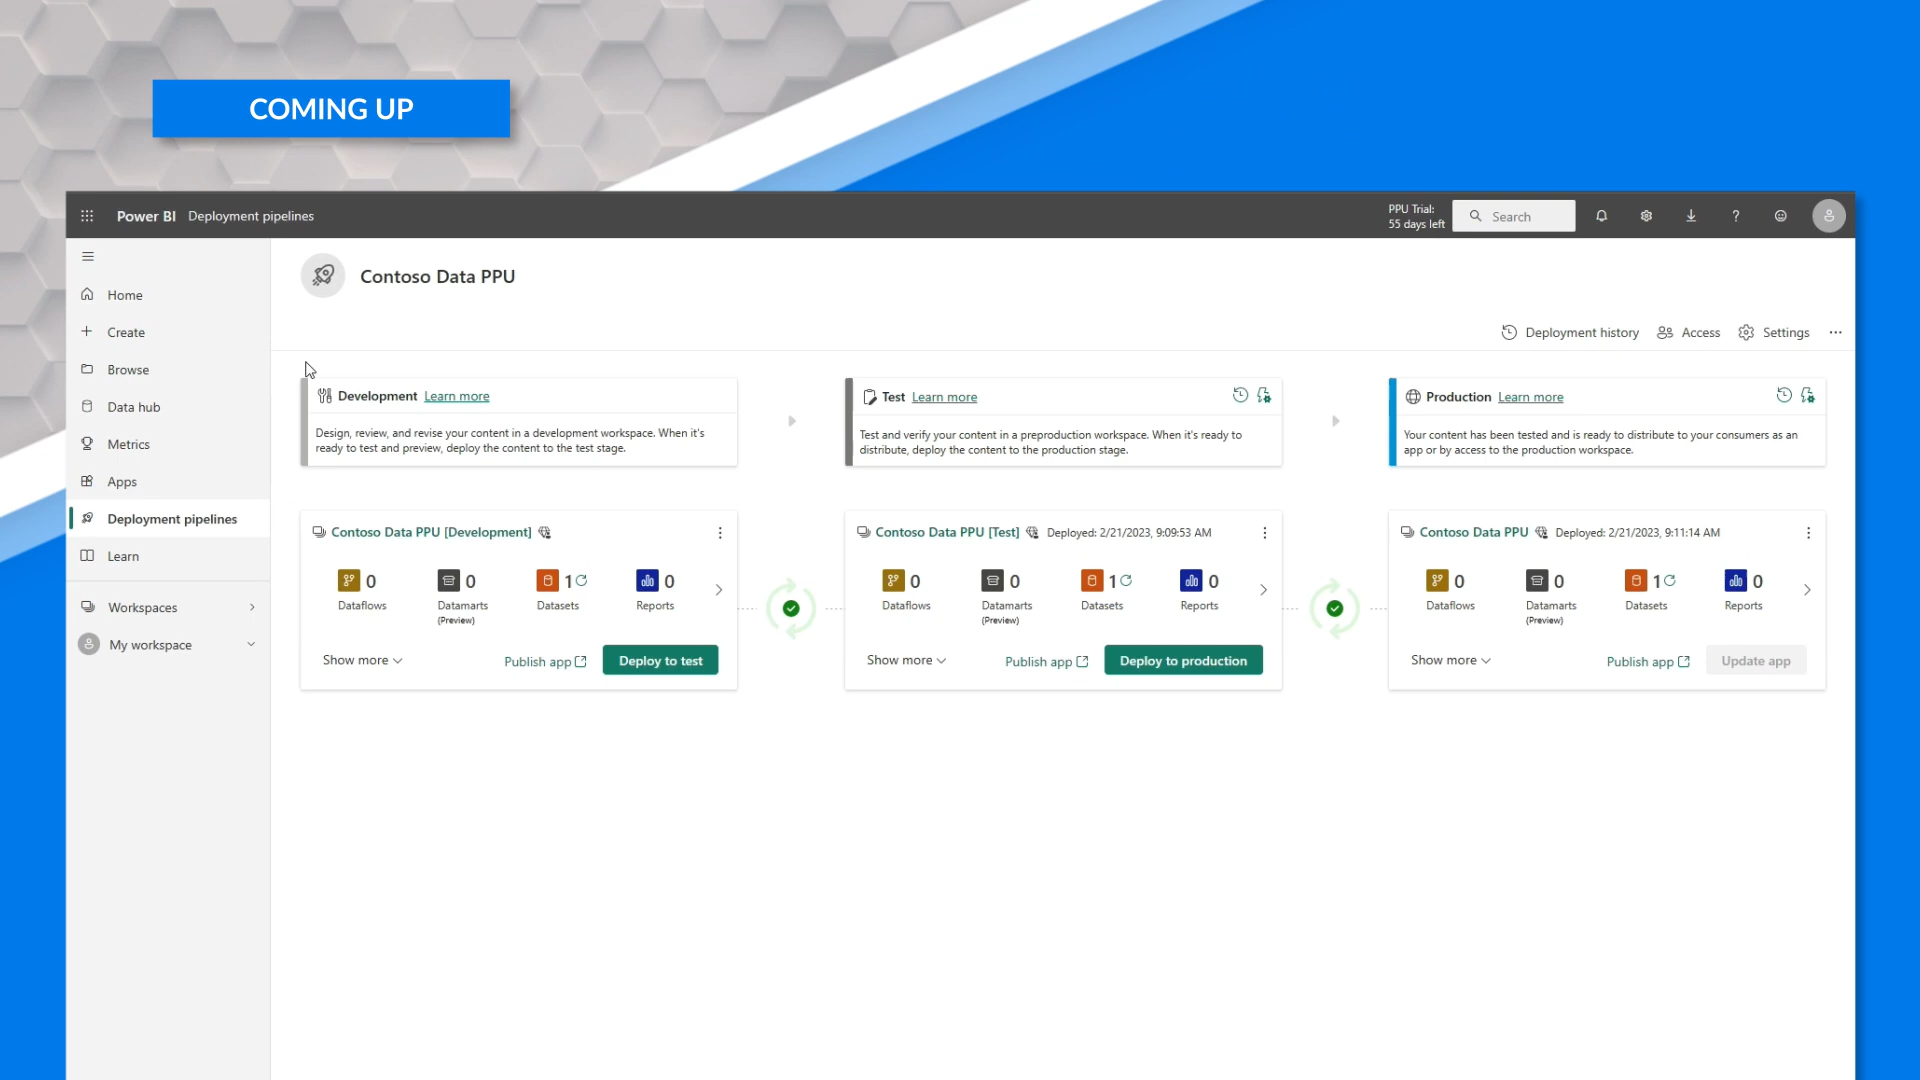 COMING UP
Power BI Deployment pipelines
PPU Trial:
55 days left
Search
Home
Create
Browse
Data hub
Metrics
Apps
Deployment pipelines
Learn
Workspaces
My workspace
Contoso Data PPU
Deployment history Access Settings
Development Learn more
Design, review, and revise your content in a development workspace. When it's
ready to test and preview, deploy the content to the test stage.
Test Learn more
Test and verify your content in a preproduction workspace. When it's ready to
distribute, deploy the content to the production stage.
Production Learn more
Your content has been tested and is ready to distribute to your consumers as an
app or by access to the production workspace.
Contoso Data PPU [Development]
0 0 1 0
Dataflows Datamarts Datasets Reports
(Preview)
Show more Publish app Deploy to test
Contoso Data PPU [Test] Deployed: 2/21/2023, 9:09:53 AM
0 0 1 0
Dataflows Datamarts Datasets Reports
(Preview)
Show more Publish app Deploy to production
Contoso Data PPU Deployed: 2/21/2023, 9:11:14 AM
0 0 1 0
Dataflows Datamarts Datasets Reports
(Preview)
Show more Publish app Update app